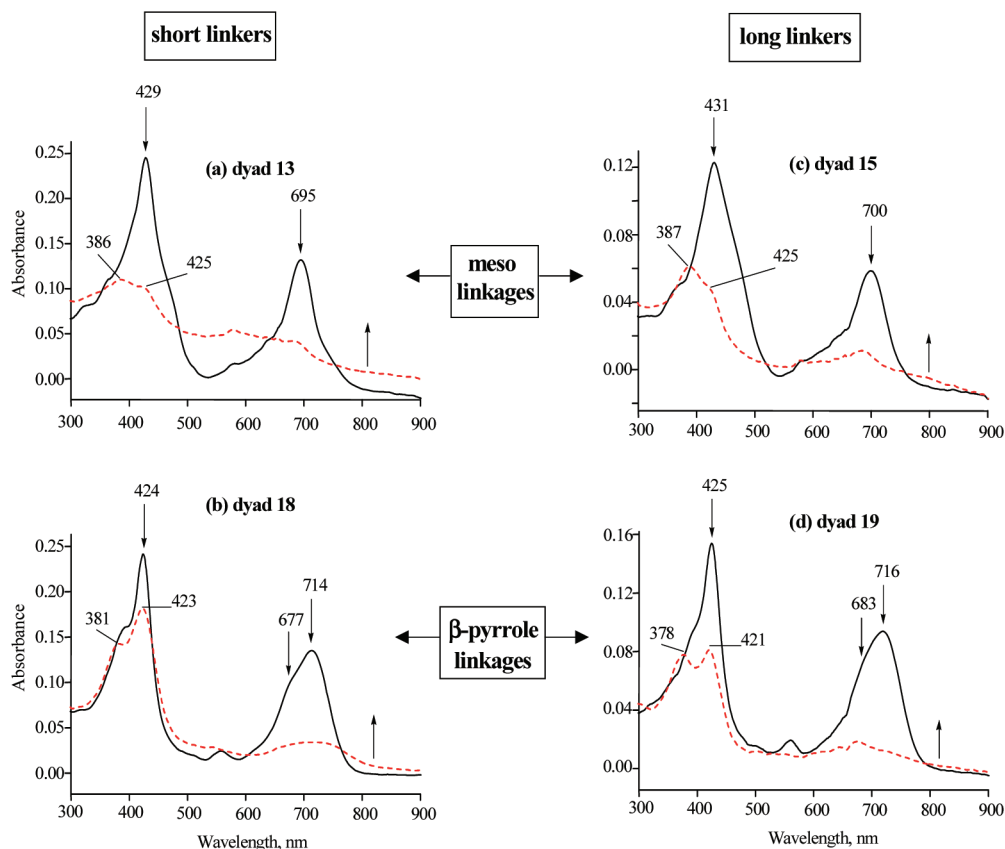 short linkers
long linkers
429
0.25
(a) dyad 13
0.20
695
0.15
386
425
0.10
0.05
0.00
Absorbance
300 400 500 600 700 800 900
431
0.12
(c) dyad 15
700
0.08
387
425
0.04
0.00
300 400 500 600 700 800 900
meso
linkages
424
(b) dyad 18
0.25
714
0.20
423
677
381
0.15
0.10
0.05
0.00
Absorbance
300 400 500 600 700 800 900
Wavelength, nm
425
(d) dyad 19
0.16
716
683
0.12
378
421
0.08
0.04
0.00
300 400 500 600 700 800 900
Wavelength, nm
β-pyrrole
linkages